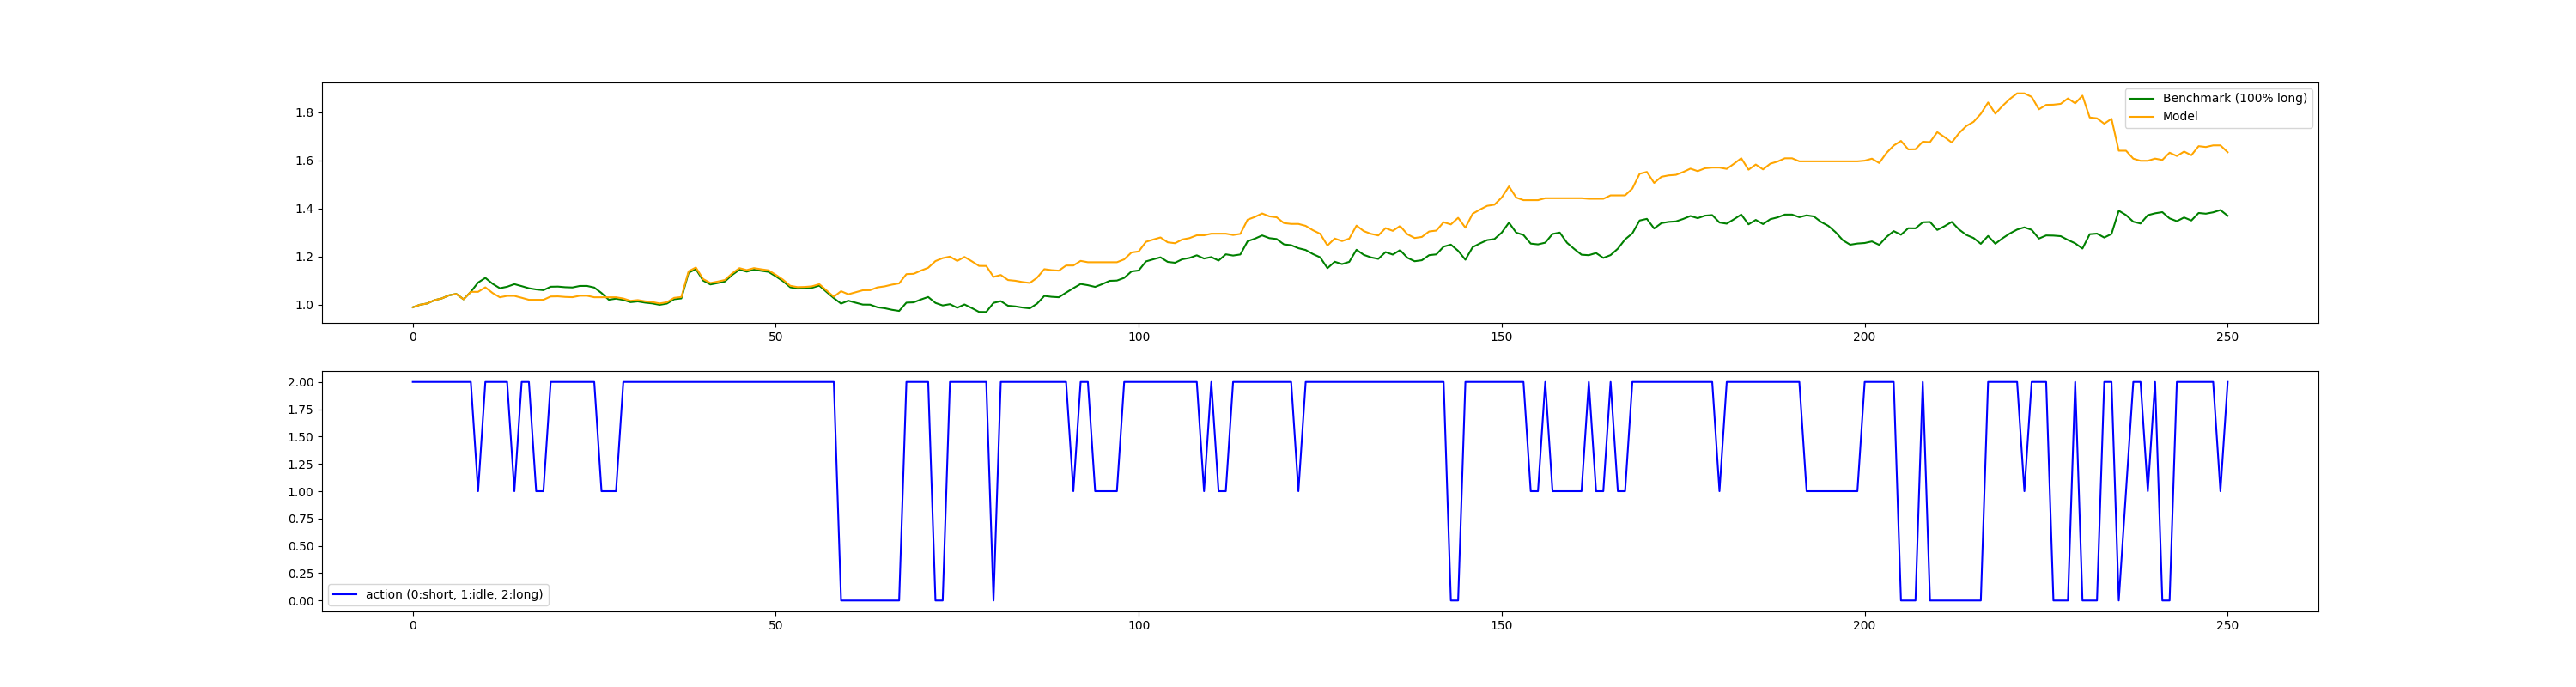 1.8
1.6
1.4
1.2
1.0
Benchmark (100% long)
Model
0 50 100 150 200 250
2.00
1.75
1.50
1.25
1.00
0.75
0.50
0.25
0.00
action (0:short, 1:idle, 2:long)
0 50 100 150 200 250